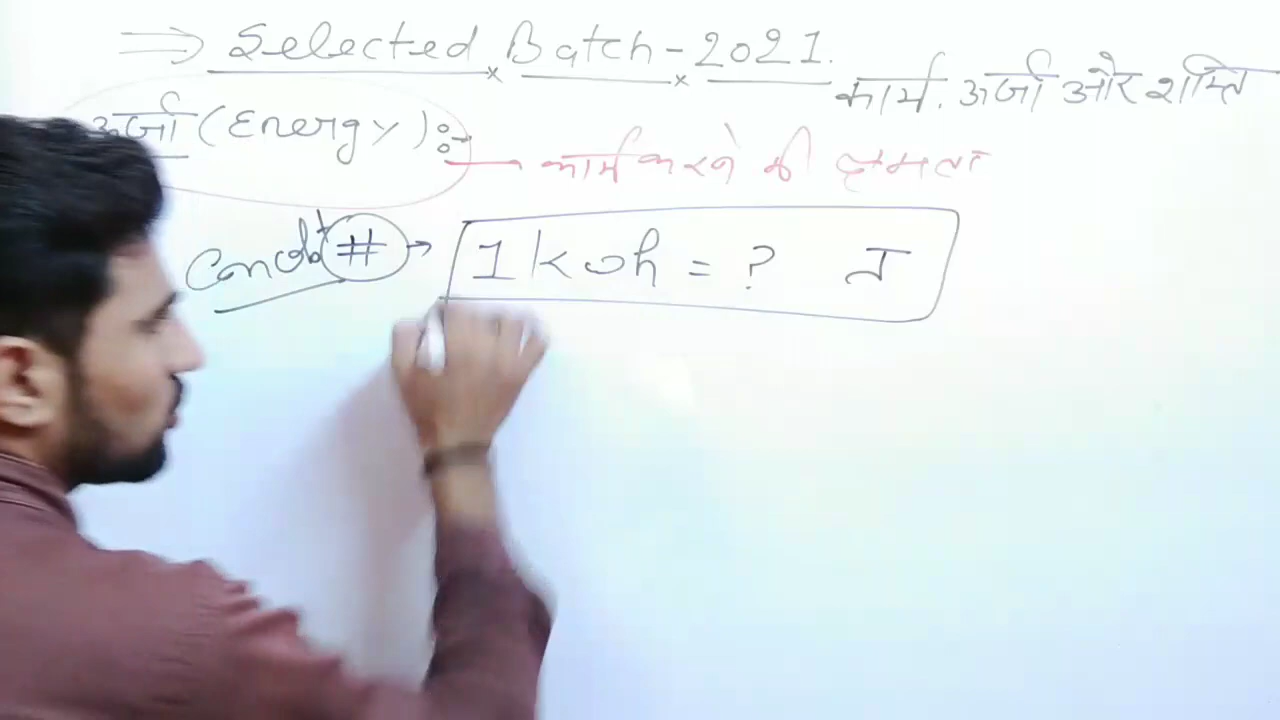 ⇒ Selected Batch - 2021.
कार्य, ऊर्जा और शक्ति
ऊर्जा (Energy):- कार्य करने की क्षमता
# → 1 kwh = ? J